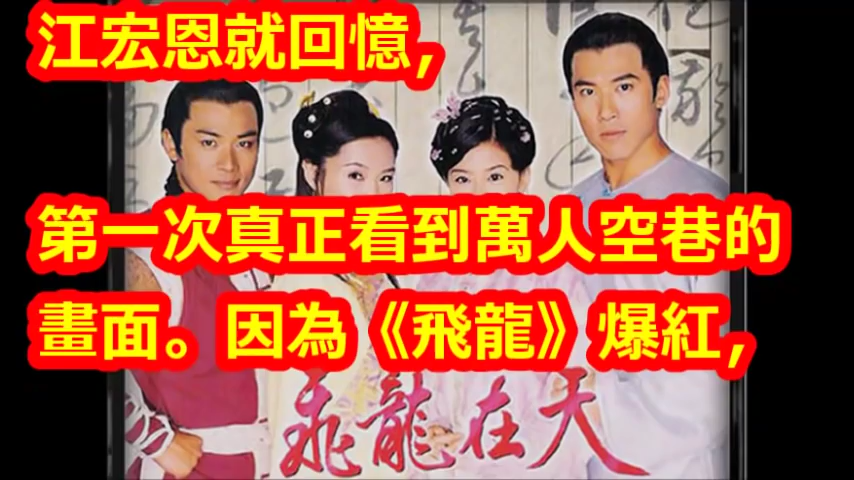 江宏恩就回憶，
第一次真正看到萬人空巷的
畫面。因為《飛龍》爆紅，
飛龍在天